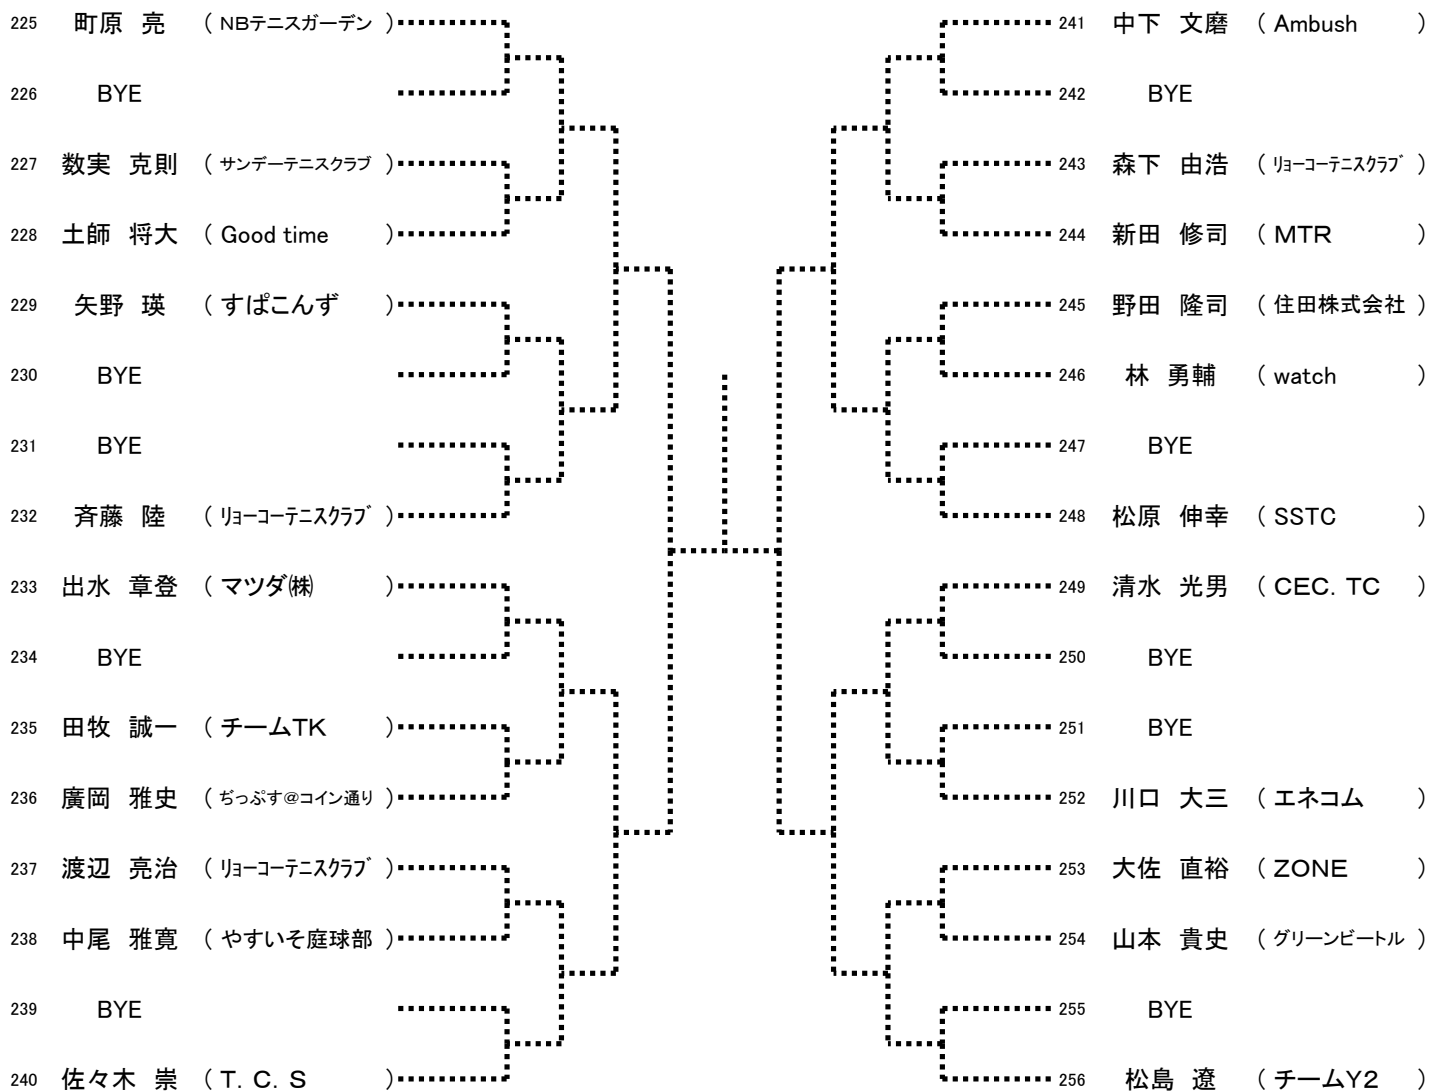 225 町原 亮 ( NBテニスガーデン )
226 BYE
227 数実 克則 ( サンデーテニスクラブ )
228 土師 将大 ( Good time )
229 矢野 瑛 ( すぱこんず )
230 BYE
231 BYE
232 斉藤 陸 ( ﾘｮｰｺｰﾃﾆｽｸﾗﾌﾞ )
233 出水 章登 ( マツダ㈱ )
234 BYE
235 田牧 誠一 ( チームTK )
236 廣岡 雅史 ( ぢっぷす＠コイン通り )
237 渡辺 亮治 ( ﾘｮｰｺｰﾃﾆｽｸﾗﾌﾞ )
238 中尾 雅寛 ( やすいそ庭球部 )
239 BYE
240 佐々木 崇 ( T．C．S )
241 中下 文磨 ( Ambush )
242 BYE
243 森下 由浩 ( ﾘｮｰｺｰﾃﾆｽｸﾗﾌﾞ )
244 新田 修司 ( MTR )
245 野田 隆司 ( 住田株式会社 )
246 林 勇輔 ( watch )
247 BYE
248 松原 伸幸 ( SSTC )
249 清水 光男 ( CEC．TC )
250 BYE
251 BYE
252 川口 大三 ( エネコム )
253 大佐 直裕 ( ZONE )
254 山本 貴史 ( グリーンビートル )
255 BYE
256 松島 遼 ( チームY2 )